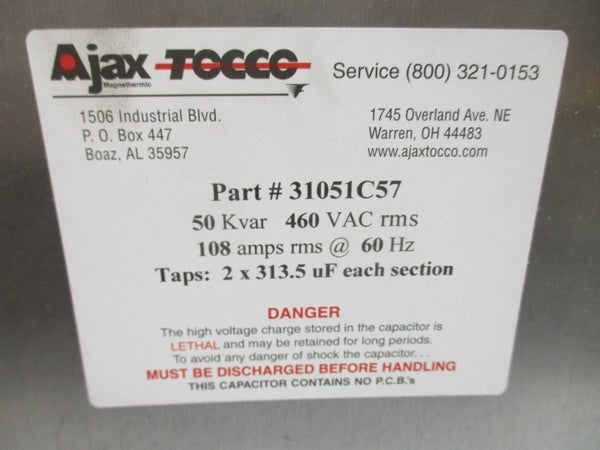 Ajax TOCCO
Magnethermic
Service (800) 321-0153
1506 Industrial Blvd.
P. O. Box 447
Boaz, AL 35957
1745 Overland Ave. NE
Warren, OH 44483
www.ajaxtocco.com
Part # 31051C57
50 Kvar 460 VAC rms
108 amps rms @ 60 Hz
Taps: 2 x 313.5 uF each section
DANGER
The high voltage charge stored in the capacitor is
LETHAL and may be retained for long periods.
To avoid any danger of shock the capacitor. . .
MUST BE DISCHARGED BEFORE HANDLING
THIS CAPACITOR CONTAINS NO P.C.B.'s